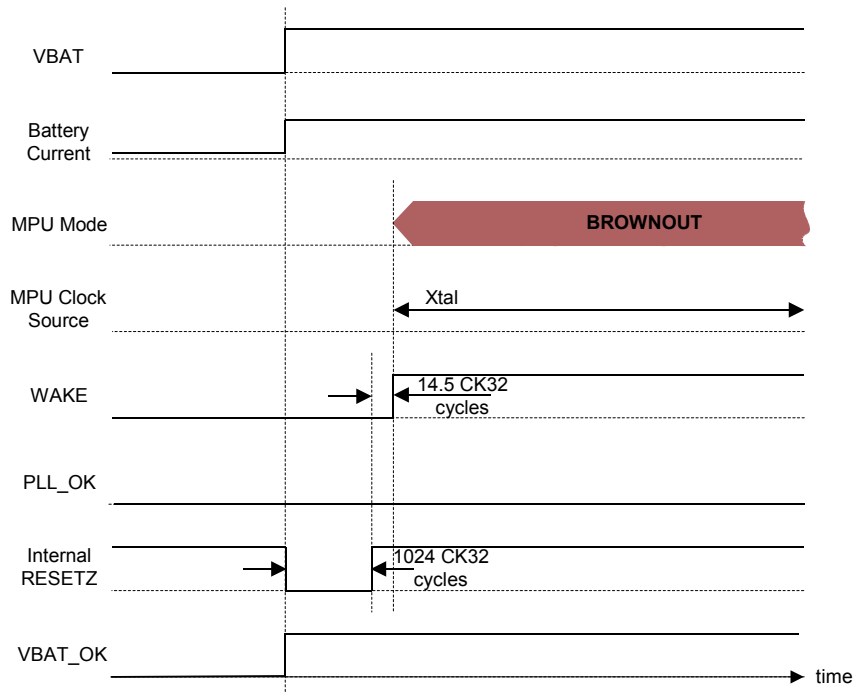 VBAT
Battery
Current
MPU Mode
BROWNOUT
MPU Clock
Source
Xtal
WAKE
14.5 CK32
cycles
PLL_OK
Internal
RESETZ
1024 CK32
cycles
VBAT_OK
time